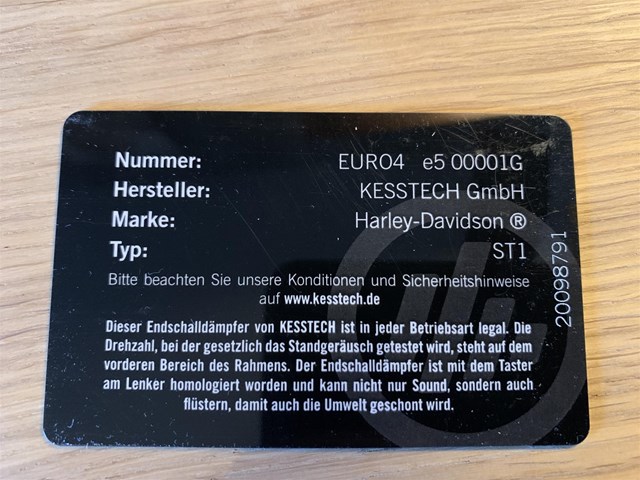 Nummer: EURO4 e5 00001G
Hersteller: KESSTECH GmbH
Marke: Harley-Davidson ®
Typ: ST1
Bitte beachten Sie unsere Konditionen und Sicherheitshinweise
auf www.kesstech.de
Dieser Endschalldämpfer von KESSTECH ist in jeder Betriebsart legal. Die
Drehzahl, bei der gesetzlich das Standgeräusch getestet wird, steht auf dem
vorderen Bereich des Rahmens. Der Endschalldämpfer ist mit dem Taster
am Lenker homologiert worden und kann nicht nur Sound, sondern auch
flüstern, damit auch die Umwelt geschont wird.
20098791